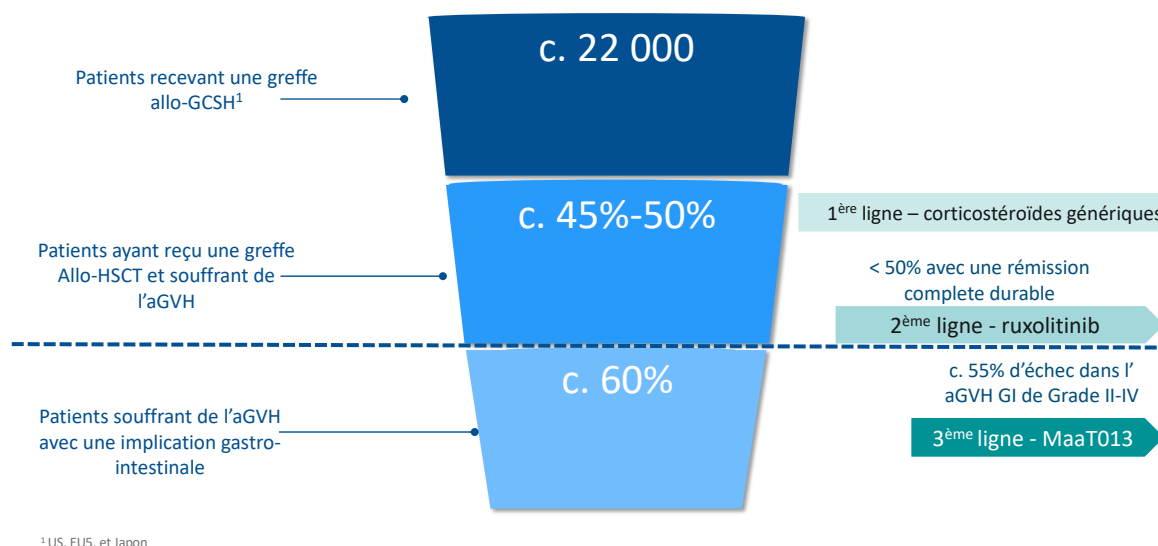 c. 22 000
Patients recevant une greffe
allo-GCSH¹
c. 45%-50%
1ère ligne – corticostéroïdes génériques
Patients ayant reçu une greffe
Allo-HSCT et souffrant de
l’aGVH
< 50% avec une rémission
complete durable
2ème ligne - ruxolitinib
c. 60%
c. 55% d’échec dans l’
aGVH GI de Grade II-IV
Patients souffrant de l’aGVH
avec une implication gastro-
intestinale
3ème ligne - MaaT013
¹ US, EU5, et Japon